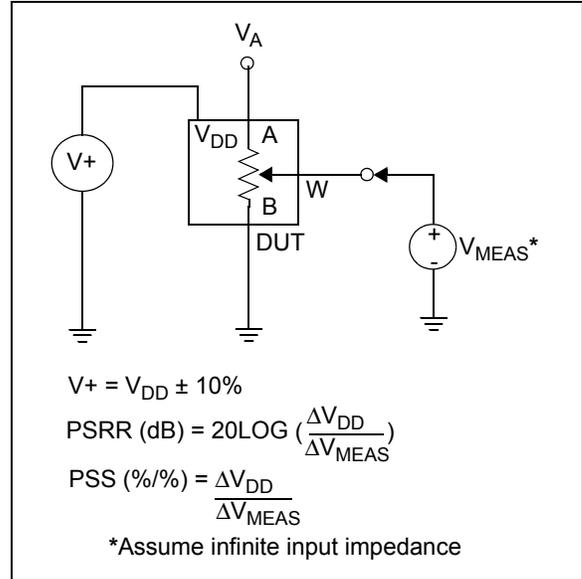 V_A
V_DD A
V+
W
B
DUT
+
V_MEAS*
-
V+ = V_DD ± 10%
PSRR (dB) = 20LOG (ΔV_DD/ΔV_MEAS)
PSS (%/%) = ΔV_DD/ΔV_MEAS
*Assume infinite input impedance